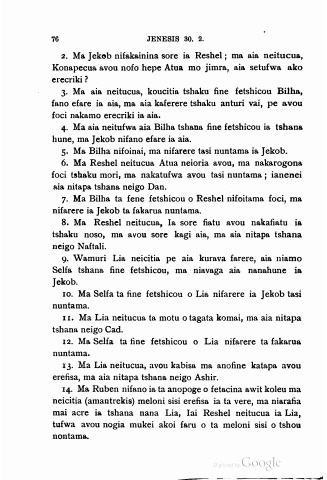 76 JENESIS 30. 2.
2. Ma Jekob nifakainina sore ia Reshel; ma aia neitucua,
Konapecua avou nofo hepe Atua mo jimra, aia setufwa ako
erecriki?
3. Ma aia neitucua, koucitia tshaku fine fetshicou Bilha,
fano efare ia aia, ma aia kaferere tshaku anturi vai, pe avou
foci nakamo erecriki ia aia.
4. Ma aia neitufwa aia Bilha tshana fine fetshicou ia tshana
hune, ma Jekob nifano efare ia aia.
5. Ma Bilha nifoinai, ma nifarere tasi nuntama ia Jekob.
6. Ma Reshel neitucua Atua neioria avou, ma nakarogona
foci tshaku mori, ma nakatufwa avou tasi nuntama; ianenei
aia nitapa tshana neigo Dan.
7. Ma Bilha ta fene fetshicou o Reshel nifoitama foci, ma
nifarere ia Jekob ta fakarua nuntama.
8. Ma Reshel neitucua, Ia sore fiatu avou nakafiatu ia
tshaku noso, ma avou sore kagi aia, ma aia nitapa tshana
neigo Naftali.
9. Wamuri Lia neicitia pe aia kurava farere, aia niamo
Selfa tshana fine fetshicou, ma niavaga aia nanahune ia
Jekob.
10. Ma Selfa ta fine fetshicou o Lia nifarere ia Jekob tasi
nuntama.
11. Ma Lia neitucua ta motu o tagata komai, ma aia nitapa
tshana neigo Cad.
12. Ma Selfa ta fine fetshicou o Lia nifarere ta fakarua
nuntama.
13. Ma Lia neitucua, avou kabisa ma anofine katapa avou
erefisa, ma aia nitapa tshana neigo Ashir.
14. Ma Ruben nifano ia ta anopoge o fetacina awit koleu ma
neicitia (amantrekis) meloni sisi erefisa ia ta vere, ma niarafia
mai acre ia tshana nana Lia, Iai Reshel neitucua ia Lia,
tufwa avou nogia mukei akoi faru o ta meloni sisi o tshou
nontama.
Digitized by Google